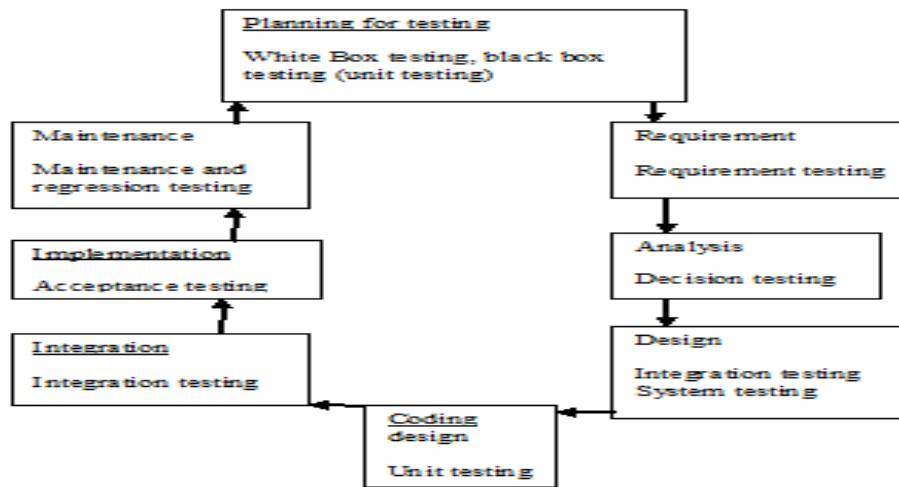 Planning for testing
White Box testing, black box
testing (unit testing)
Requirement
Requirement testing
Analysis
Decision testing
Design
Integration testing
System testing
Coding
design
Unit testing
Integration
Integration testing
Implementation
Acceptance testing
Maintenance
Maintenance and
regression testing